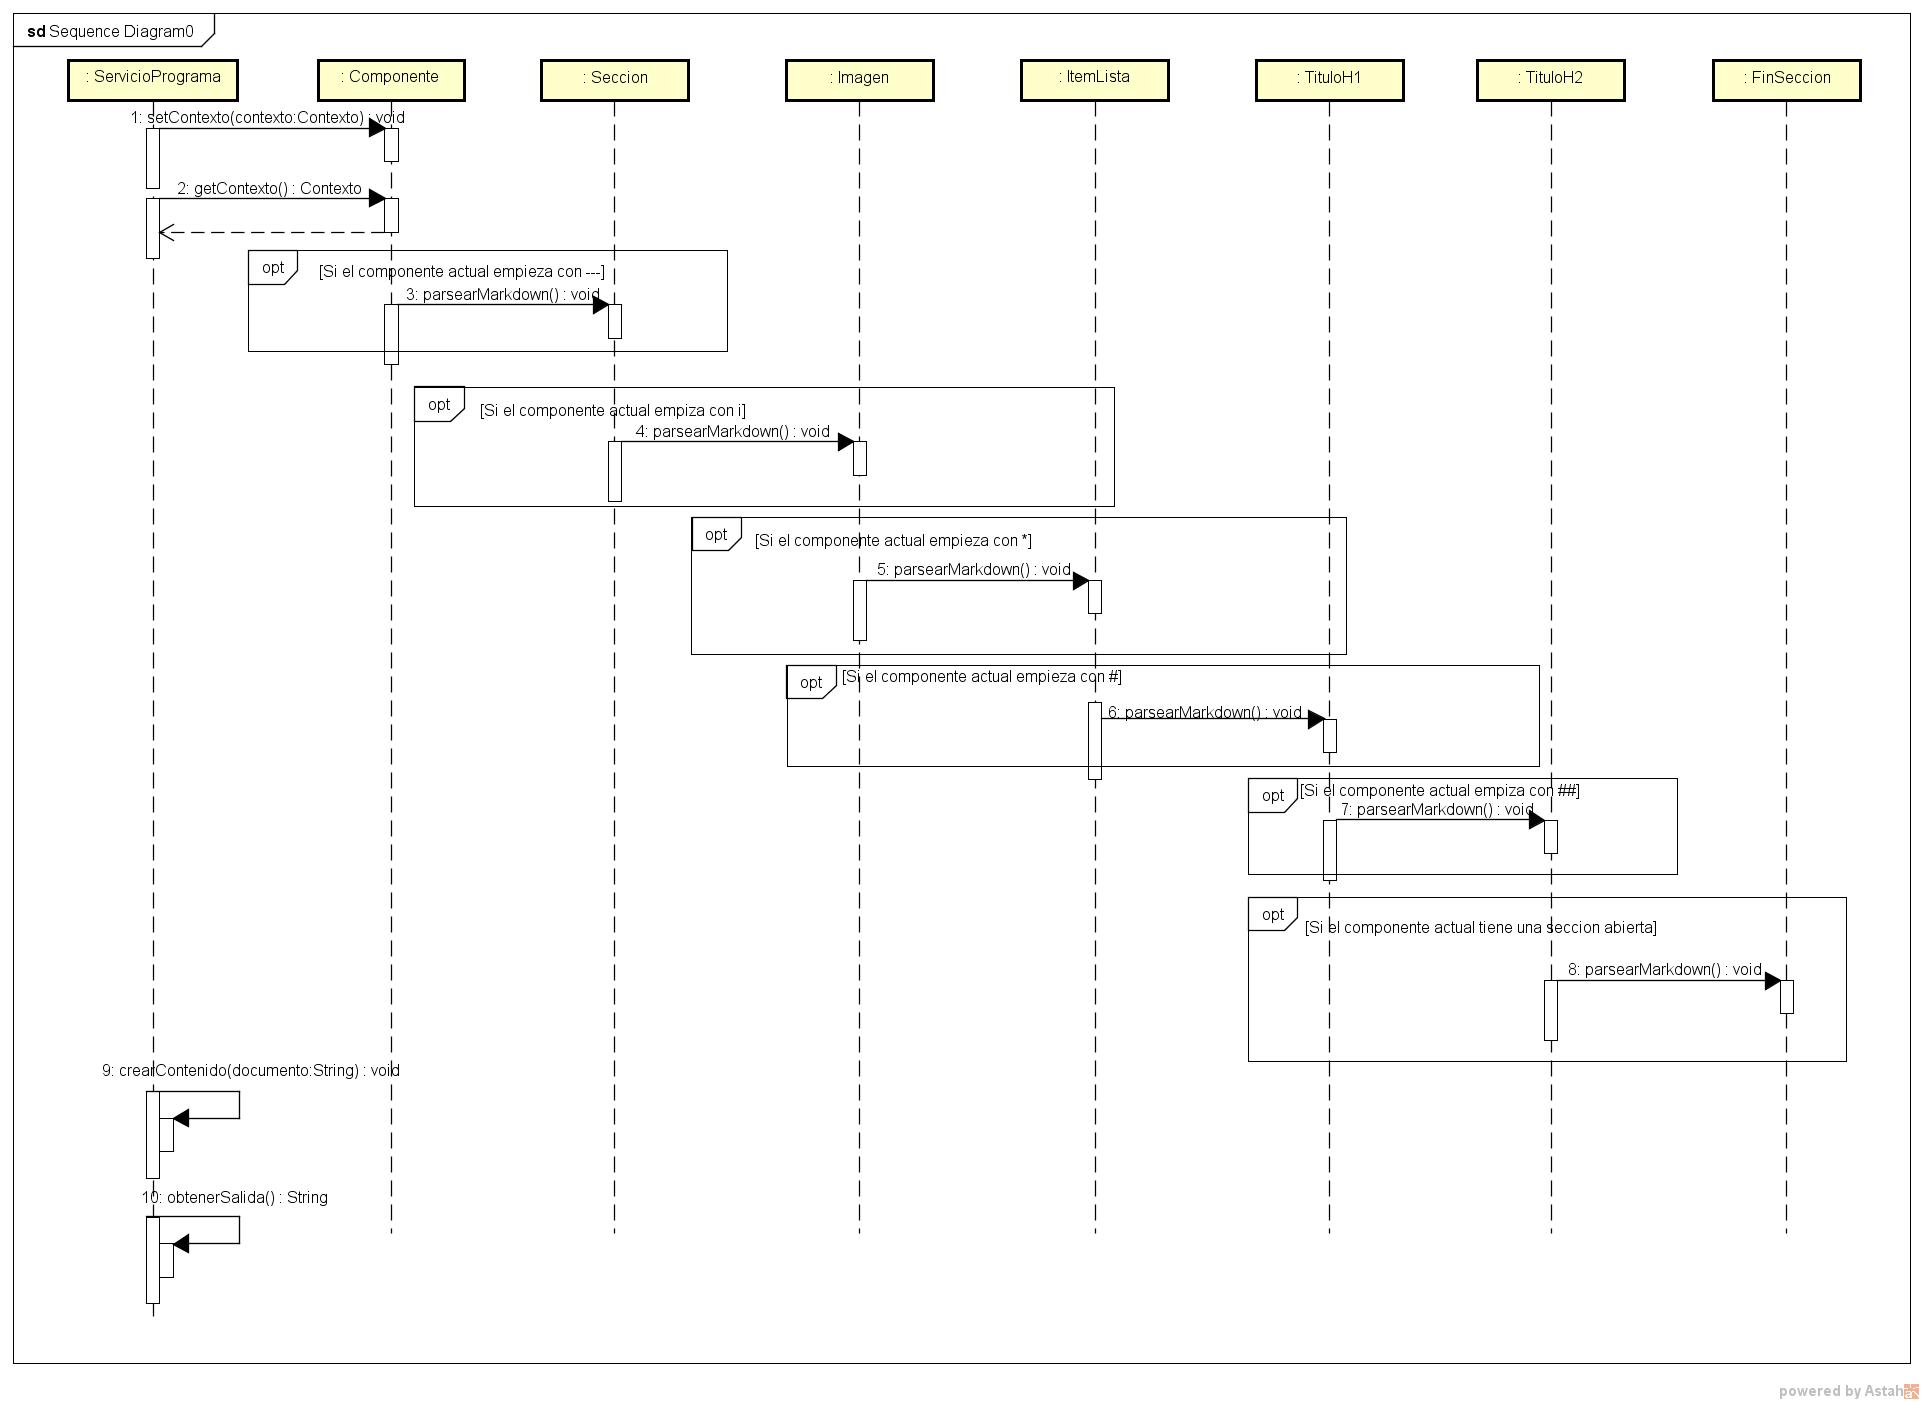 sd Sequence Diagram0
: ServicioPrograma
: Componente
: Seccion
: Imagen
: ItemLista
: TituloH1
: TituloH2
: FinSeccion
1: setContexto(contexto:Contexto) : void
2: getContexto() : Contexto
opt
[Si el componente actual empieza con ---]
3: parsearMarkdown() : void
opt
[Si el componente actual empiza con i]
4: parsearMarkdown() : void
opt
[Si el componente actual empieza con *]
5: parsearMarkdown() : void
opt
[Si el componente actual empieza con #]
6: parsearMarkdown() : void
opt
[Si el componente actual empiza con ##]
7: parsearMarkdown() : void
opt
[Si el componente actual tiene una seccion abierta]
8: parsearMarkdown() : void
9: crearContenido(documento:String) : void
10: obtenerSalida() : String
powered by Astah